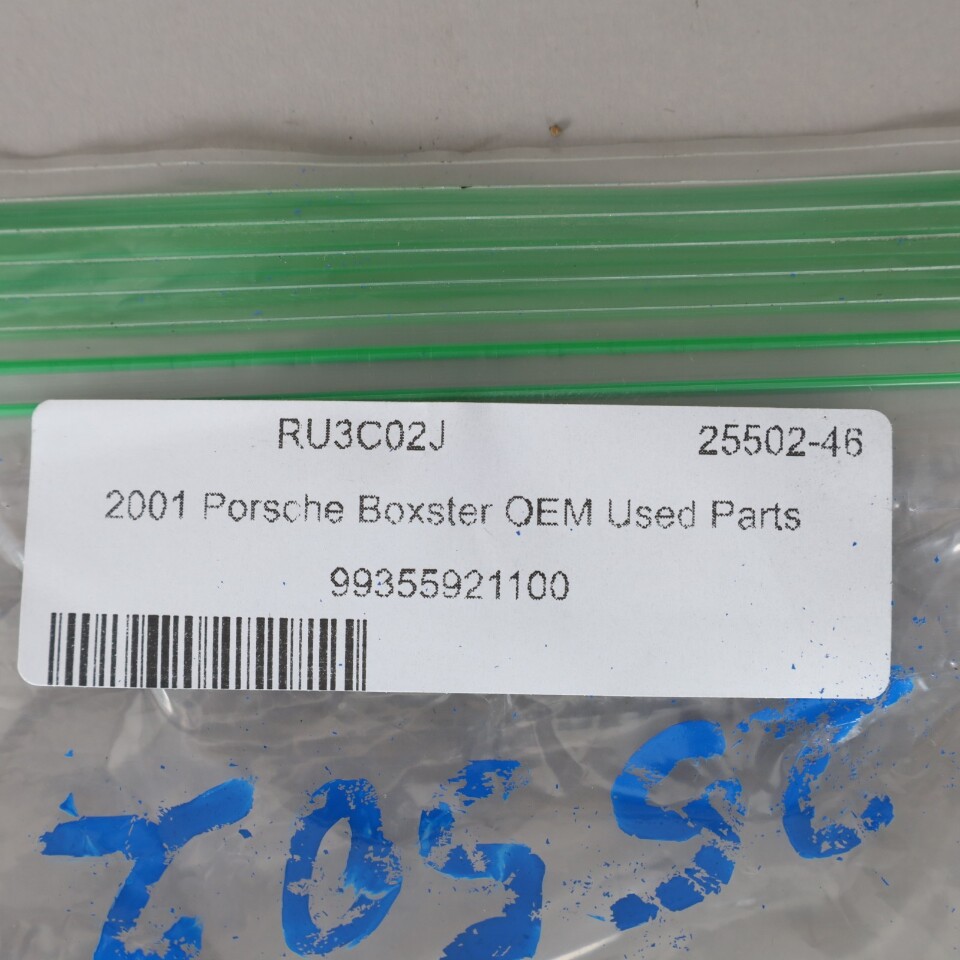 RU3C02J 25502-46
2001 Porsche Boxster OEM Used Parts
99355921100